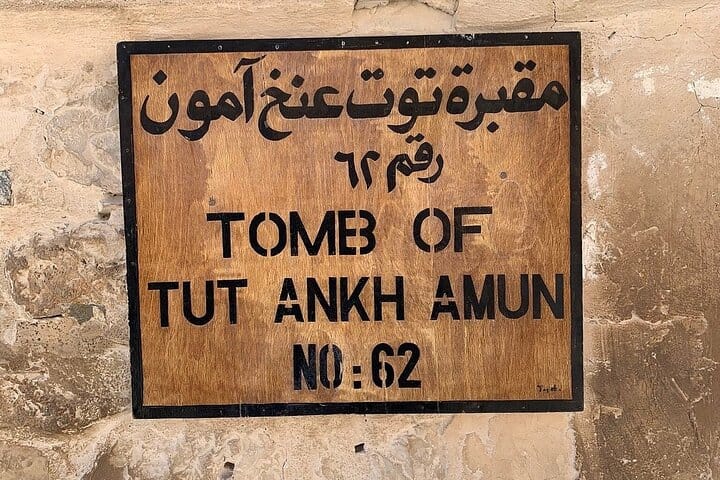 مقبرة توت عنخ آمون
رقم ٦٢
TOMB OF
TUT ANKH AMUN
NO: 62